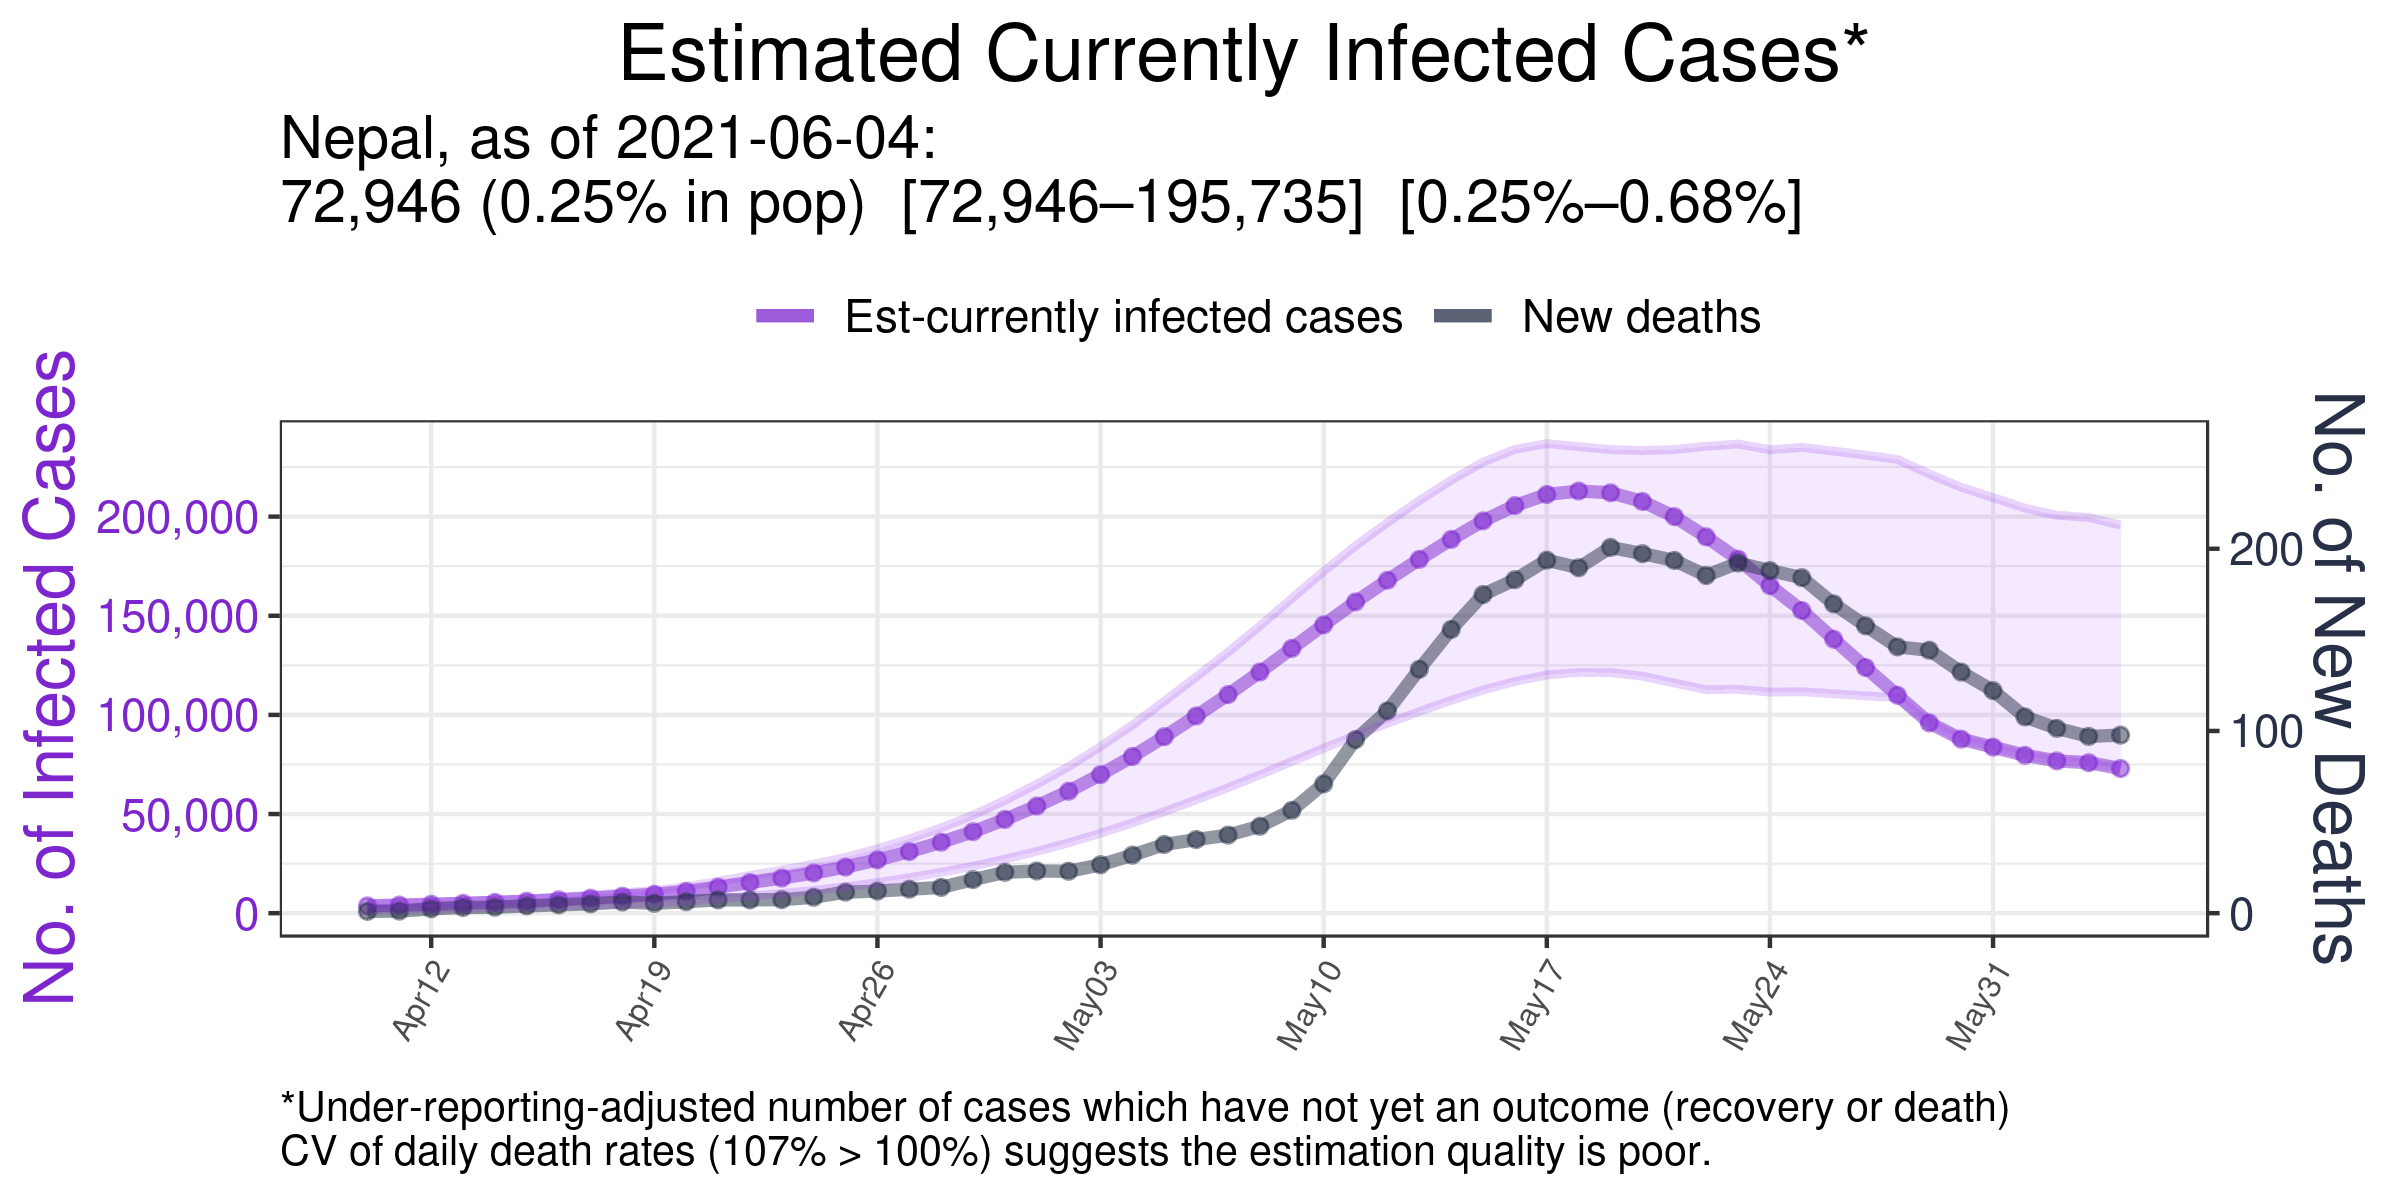 Estimated Currently Infected Cases*
Nepal, as of 2021-06-04:
72,946 (0.25% in pop) [72,946–195,735] [0.25%–0.68%]
Est-currently infected cases
New deaths
No. of Infected Cases
200,000
150,000
100,000
50,000
0
No. of New Deaths
200
100
0
Apr12
Apr19
Apr26
May03
May10
May17
May24
May31
*Under-reporting-adjusted number of cases which have not yet an outcome (recovery or death)
CV of daily death rates (107% > 100%) suggests the estimation quality is poor.